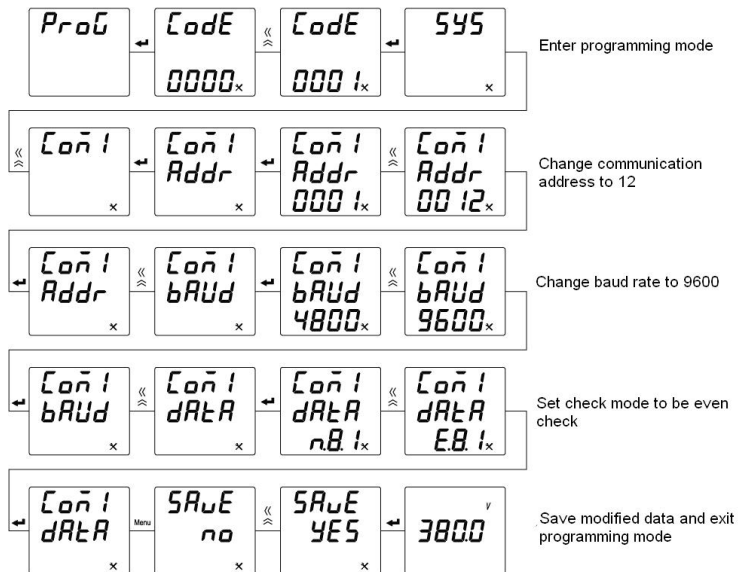 ProG CodE CodE SYS
Enter programming mode
0000× 0001× ×
Com1 Com1 Com1 Com1
Addr Addr Addr
Change communication
address to 12
× × 0001× 0012×
Com1 Com1 Com1 Com1
Addr bAUd bAUd bAUd
Change baud rate to 9600
× × 4800× 9600×
Com1 Com1 Com1 Com1
bAUd dAtA dAtA dAtA
Set check mode to be even
check
× × n.8.1× E.8.1×
Com1 SAvE SAvE V
dAtA Menu no YES 380.0
Save modified data and exit
programming mode
× × ×